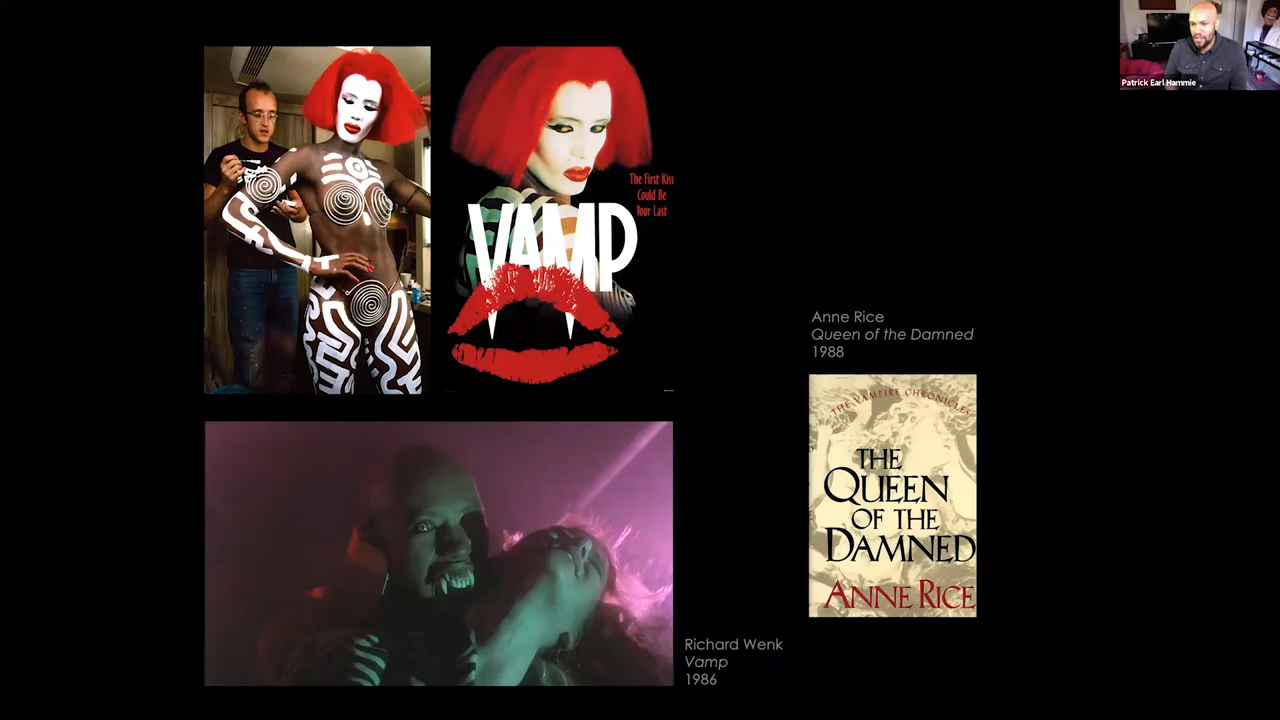 Patrick Earl Hammie
The First Kiss
Could Be
Your Last
VAMP
Anne Rice
Queen of the Damned
1988
THE VAMPIRE CHRONICLES
THE
QUEEN
OF THE
DAMNED
ANNE RICE
Richard Wenk
Vamp
1986